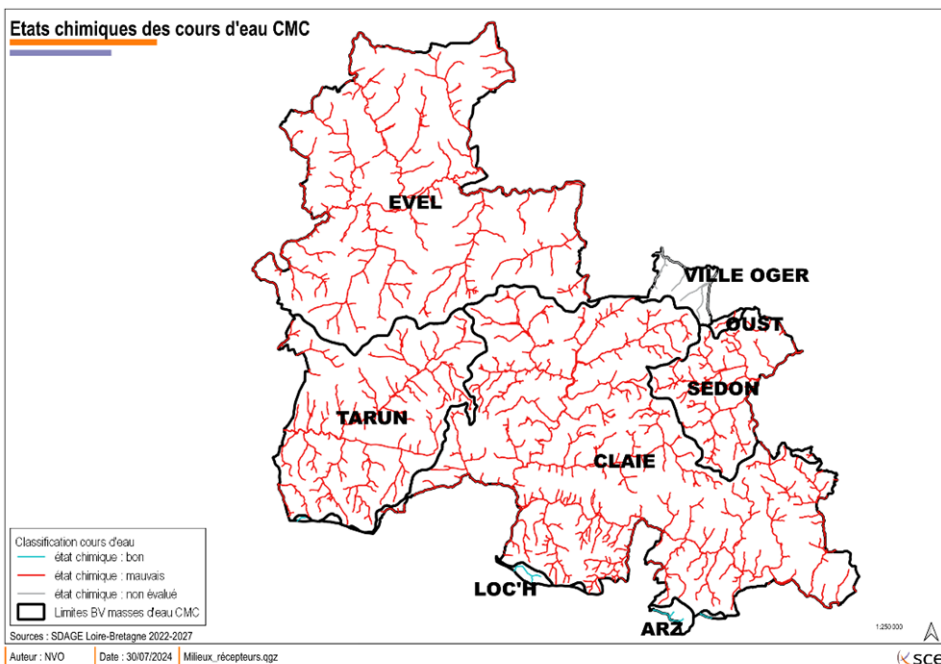 Etats chimiques des cours d'eau CMC
EVEL
VILLE OGER
OUST
SEDON
TARUN
CLAIE
LOC'H
ARZ
Classification cours d'eau
état chimique : bon
état chimique : mauvais
état chimique : non évalué
Limites BV masses d'eau CMC
Sources : SDAGE Loire-Bretagne 2022-2027
1:250 000
Auteur : NVO
Date : 30/07/2024
Milieux_récepteurs.qgz
sce